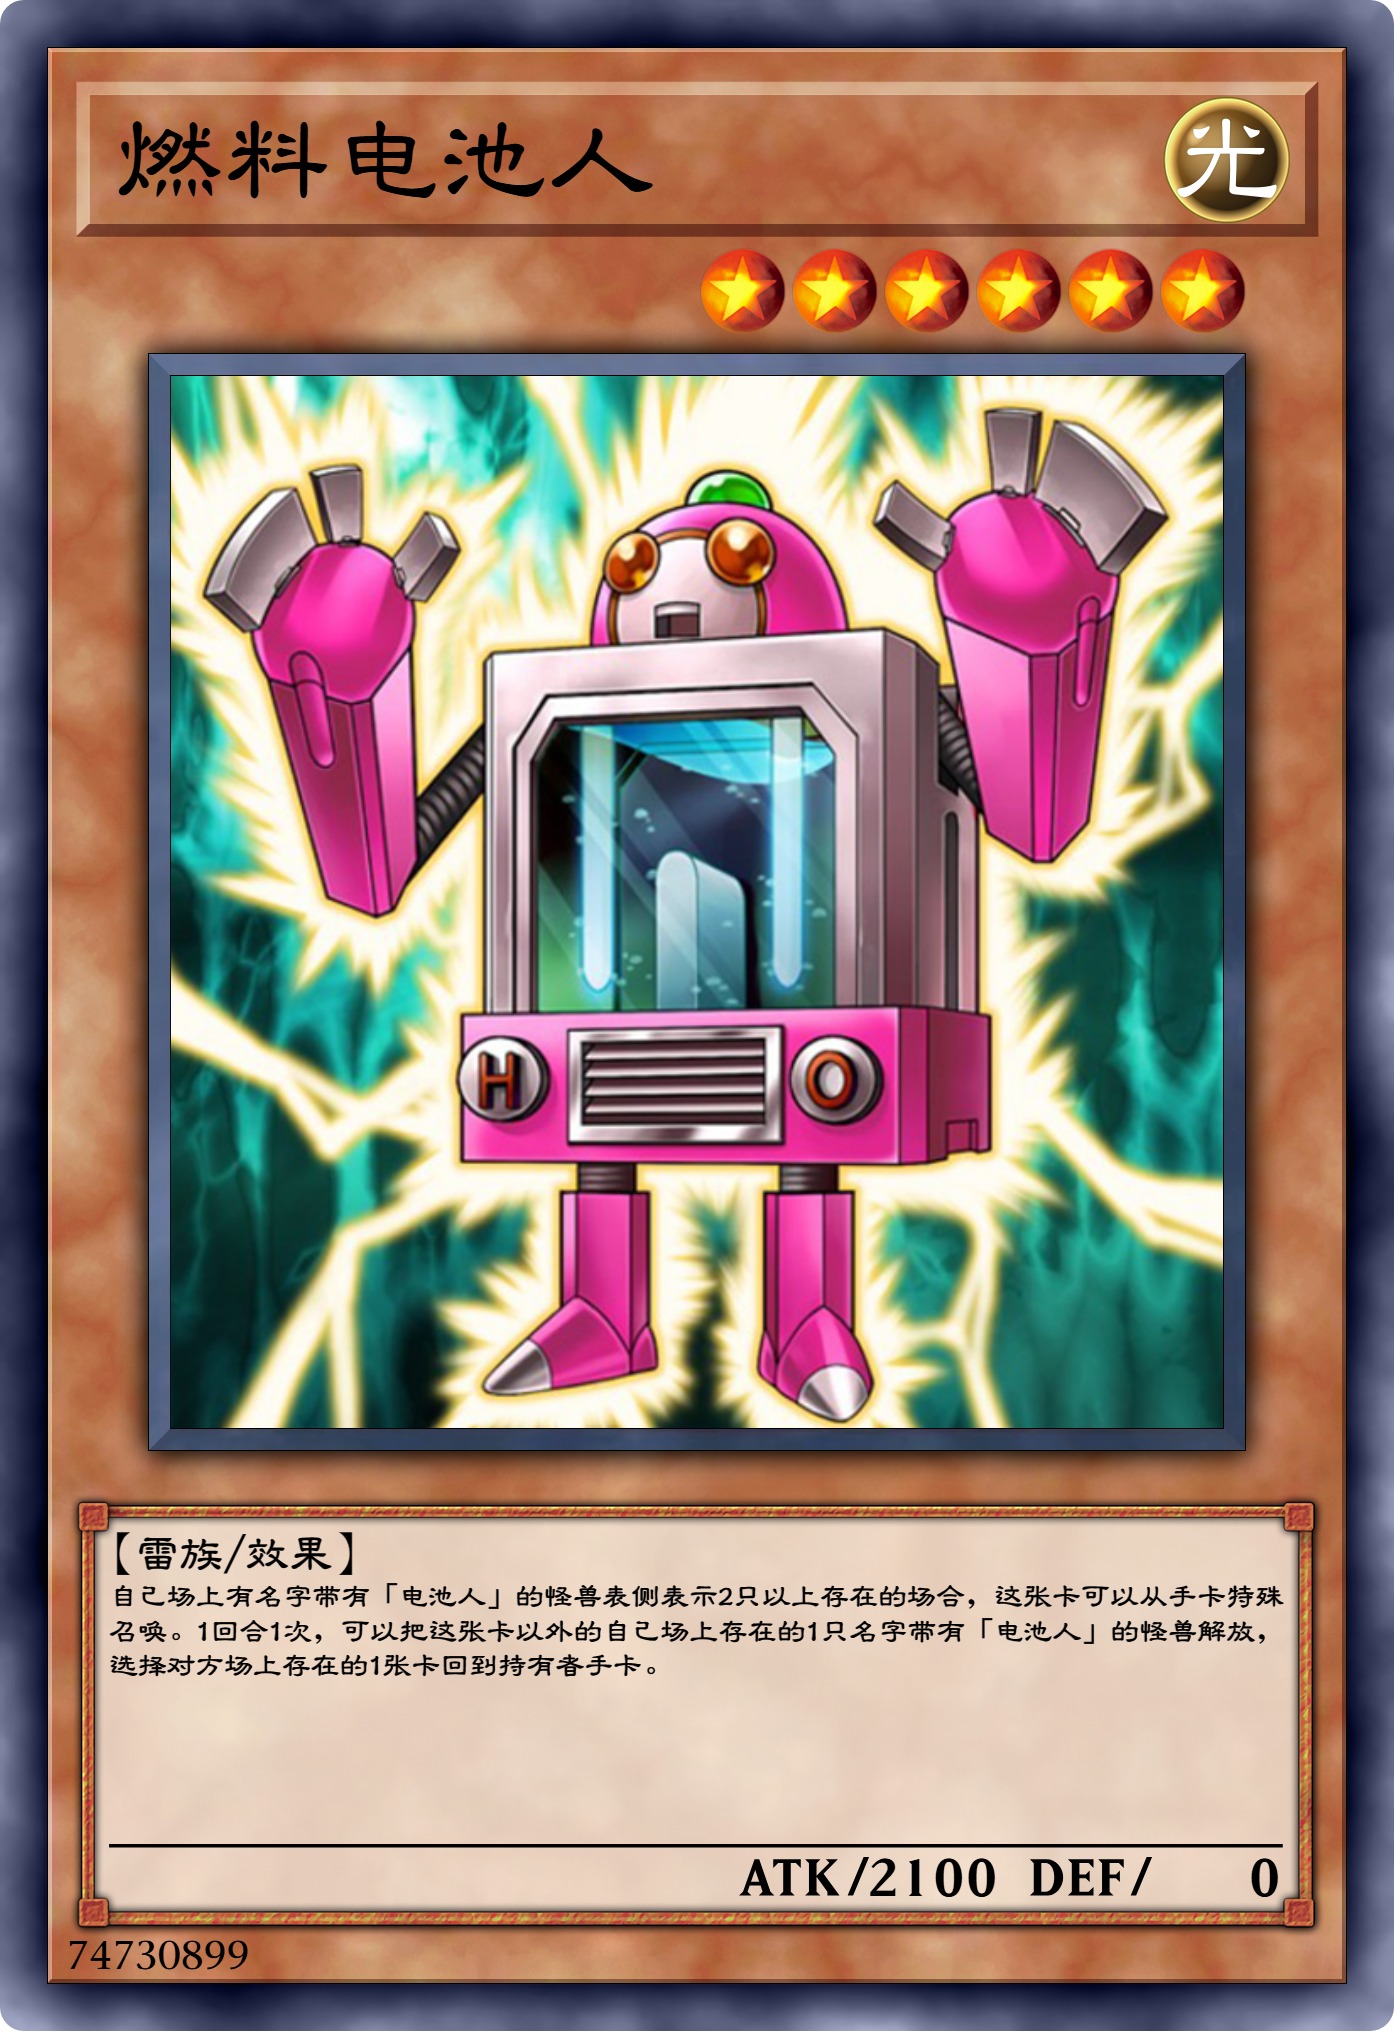 燃料电池人
光
H
O
【雷族/效果】
自己场上有名字带有「电池人」的怪兽表侧表示2只以上存在的场合，这张卡可以从手卡特殊
召唤。1回合1次，可以把这张卡以外的自己场上存在的1只名字带有「电池人」的怪兽解放，
选择对方场上存在的1张卡回到持有者手卡。
ATK/2100 DEF/ 0
74730899